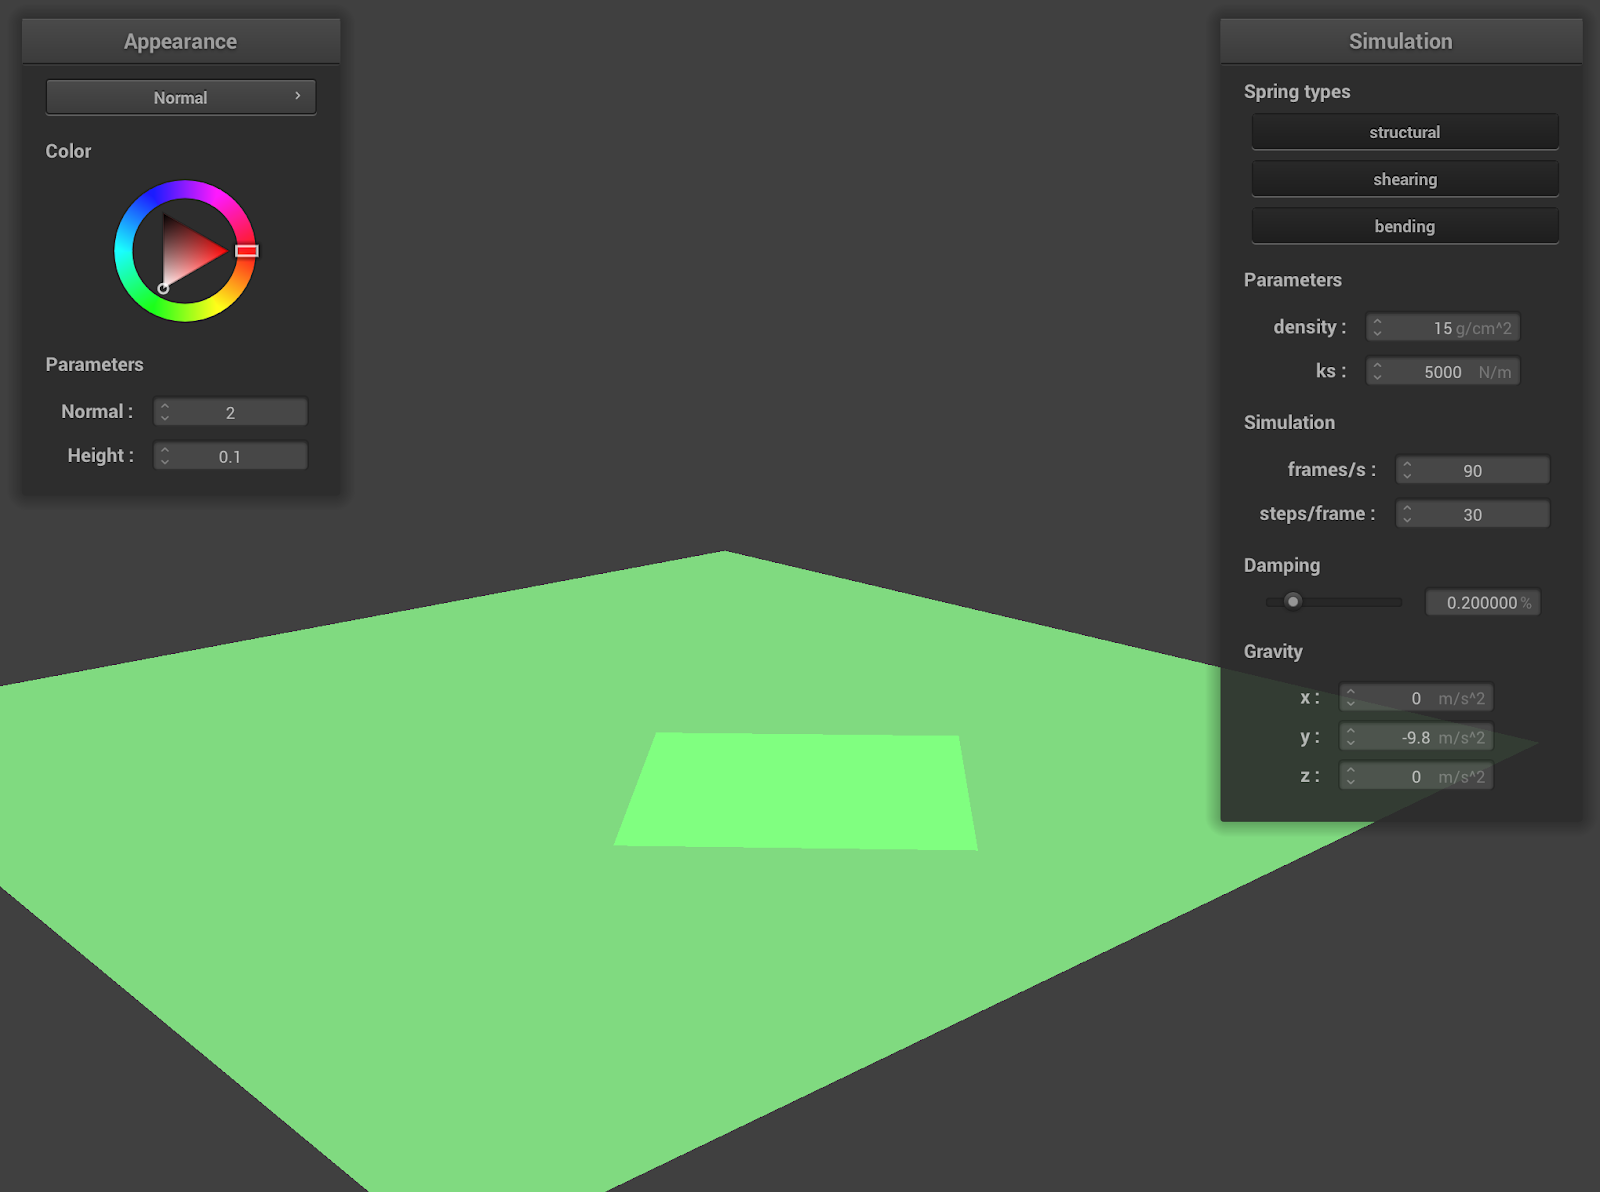 Appearance
Normal
Color
Parameters
Normal : 2
Height : 0.1
Simulation
Spring types
structural
shearing
bending
Parameters
density : 15 g/cm^2
ks : 5000 N/m
Simulation
frames/s : 90
steps/frame : 30
Damping
0.200000 %
Gravity
x : 0 m/s^2
y : -9.8 m/s^2
z : 0 m/s^2